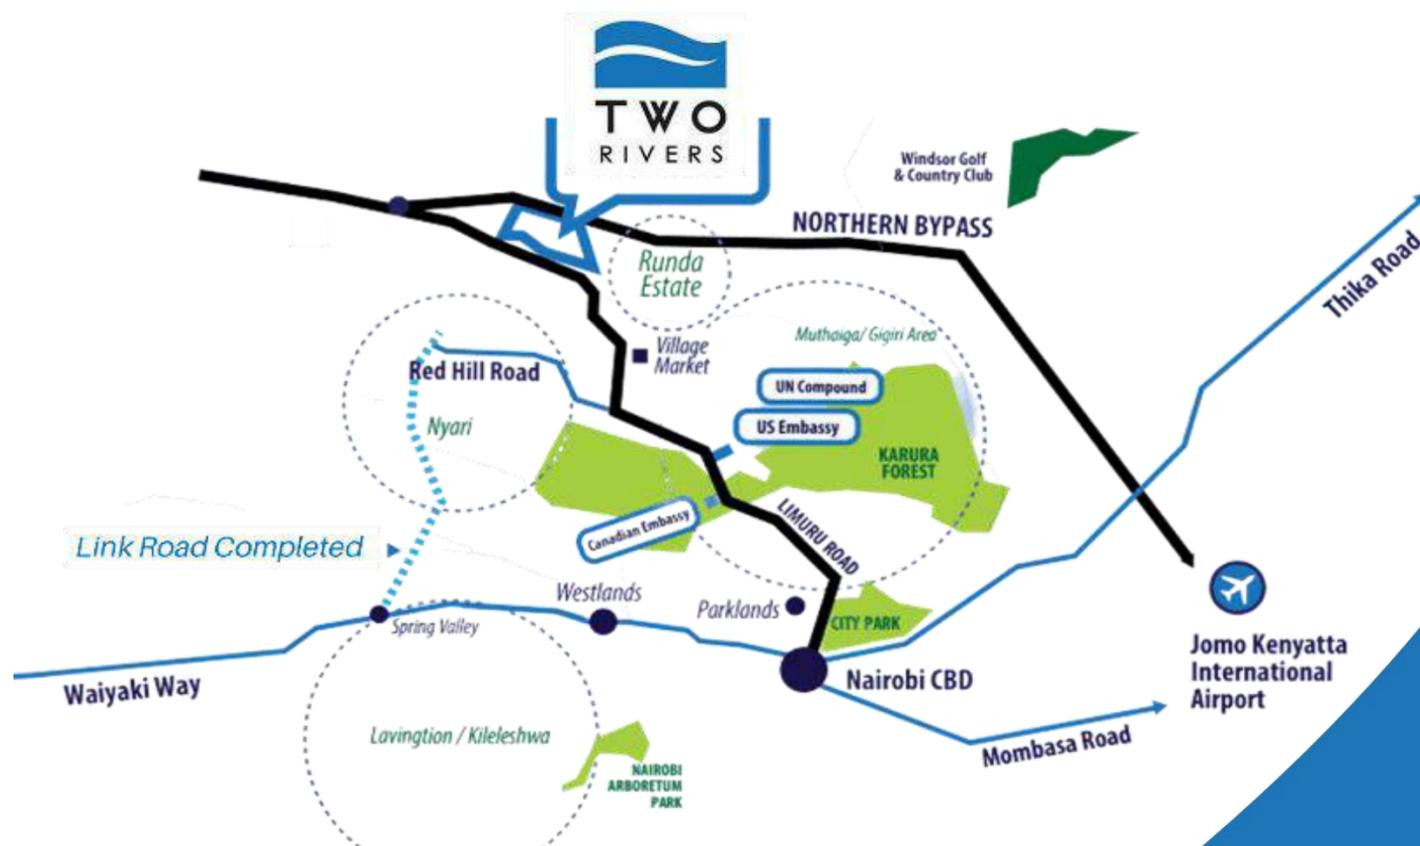 TWO
RIVERS
Windsor Golf
& Country Club
NORTHERN BYPASS
Thika Road
Runda
Estate
Muthaiga/ Gigiri Area
Village
Market
Red Hill Road
UN Compound
US Embassy
Nyari
KARURA
FOREST
Canadian Embassy
LIMURU ROAD
Link Road Completed
Westlands
Parklands
CITY PARK
Spring Valley
Jomo Kenyatta
International
Airport
Waiyaki Way
Nairobi CBD
Lavington / Kileleshwa
Mombasa Road
NAIROBI
ARBORETUM
PARK